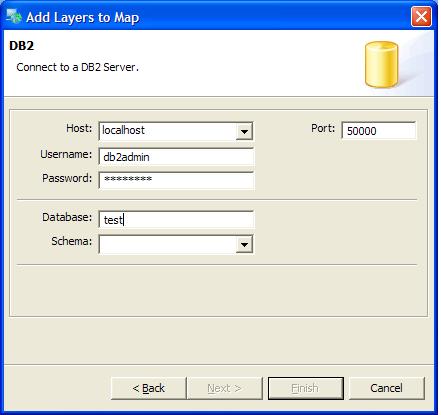 Add Layers to Map
DB2
Connect to a DB2 Server.
Host: localhost Port: 50000
Username: db2admin
Password: ********
Database: test
Schema:
< Back Next > Finish Cancel